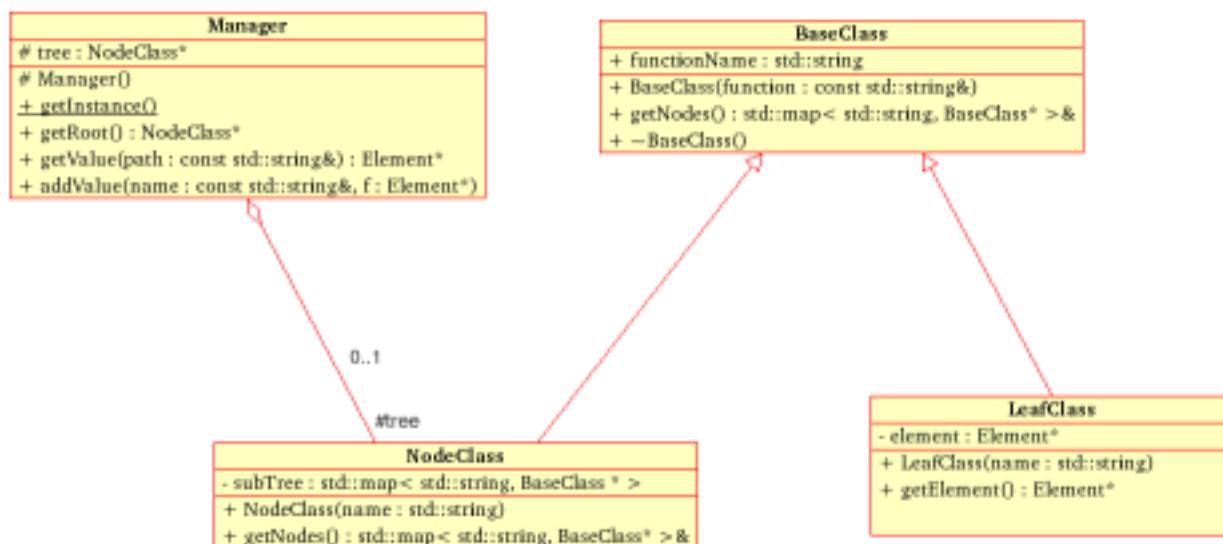 Manager
# tree : NodeClass*
# Manager()
+ getInstance()
+ getRoot() : NodeClass*
+ getValue(path : const std::string&) : Element*
+ addValue(name : const std::string&, f : Element*)
BaseClass
+ functionName : std::string
+ BaseClass(function : const std::string&)
+ getNodes() : std::map< std::string, BaseClass* >&
+ ~BaseClass()
0..1
#tree
NodeClass
- subTree : std::map< std::string, BaseClass * >
+ NodeClass(name : std::string)
+ getNodes() : std::map< std::string, BaseClass* >&
LeafClass
- element : Element*
+ LeafClass(name : std::string)
+ getElement() : Element*